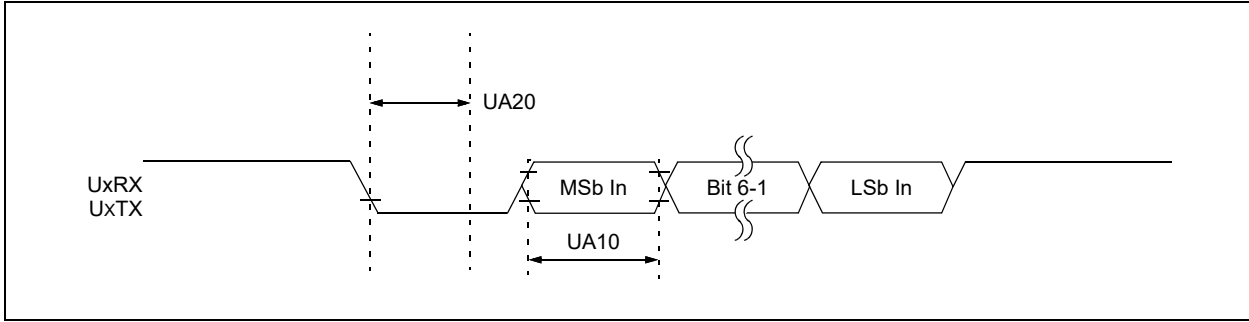 UA20
UxRX
UxTX
MSb In
Bit 6-1
LSb In
UA10